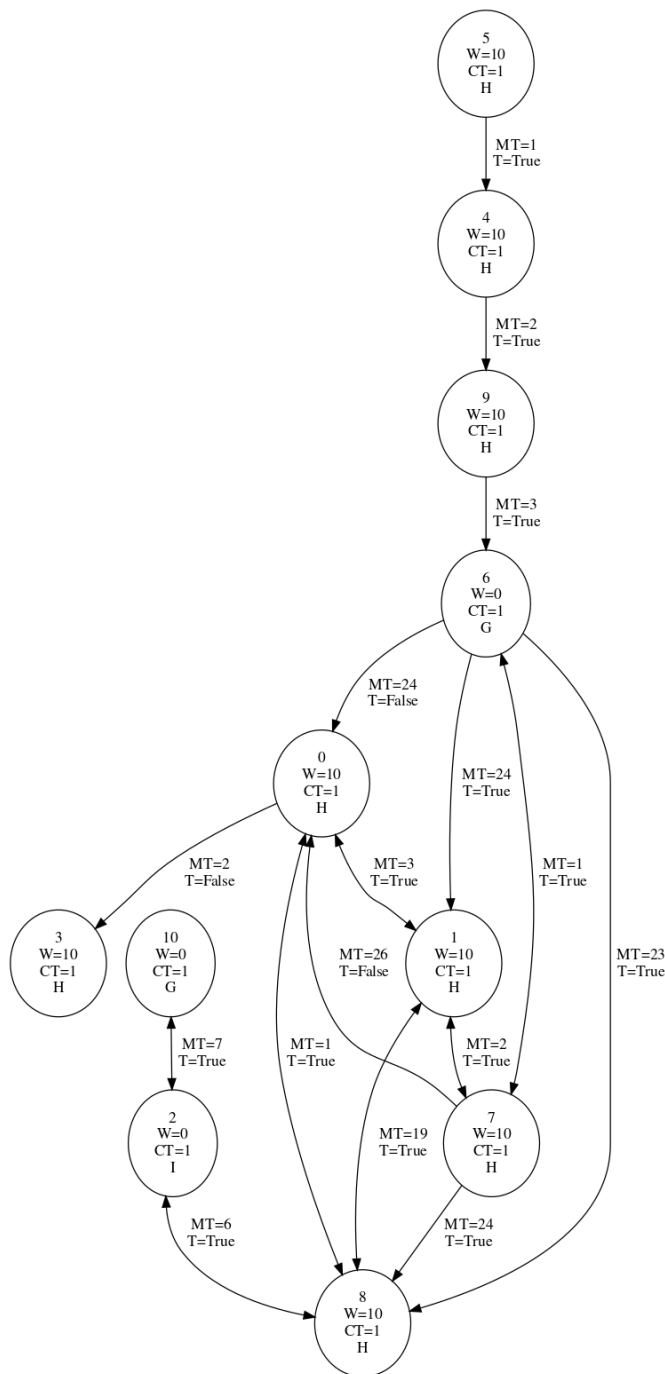 5
W=10
CT=1
H
MT=1
T=True
4
W=10
CT=1
H
MT=2
T=True
9
W=10
CT=1
H
MT=3
T=True
6
W=0
CT=1
G
MT=24
T=False
0
W=10
CT=1
H
MT=24
T=True
MT=2
T=False
MT=3
T=True
MT=1
T=True
3
W=10
CT=1
H
10
W=0
CT=1
G
MT=26
T=False
1
W=10
CT=1
H
MT=23
T=True
MT=7
T=True
MT=1
T=True
MT=2
T=True
2
W=0
CT=1
I
MT=19
T=True
7
W=10
CT=1
H
MT=6
T=True
MT=24
T=True
8
W=10
CT=1
H